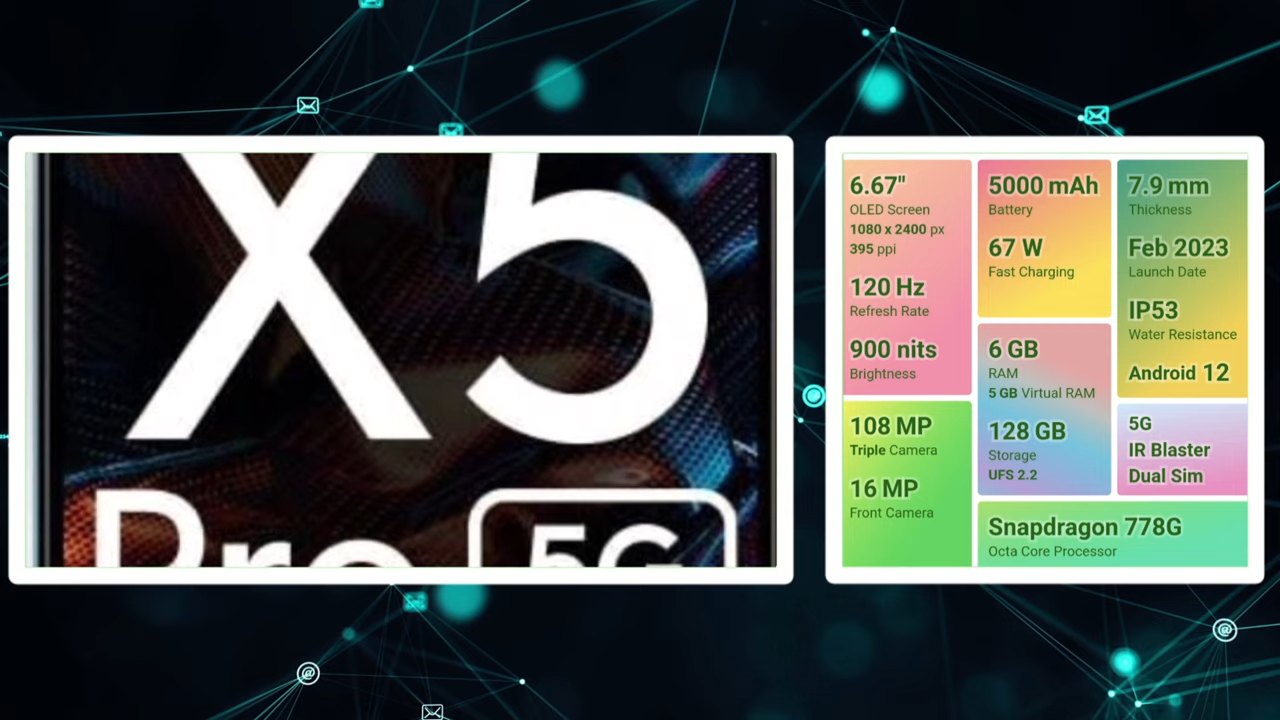 X5
Pro 5G
6.67"
OLED Screen
1080 x 2400 px
395 ppi
120 Hz
Refresh Rate
900 nits
Brightness
108 MP
Triple Camera
16 MP
Front Camera
5000 mAh
Battery
67 W
Fast Charging
6 GB
RAM
5 GB Virtual RAM
128 GB
Storage
UFS 2.2
7.9 mm
Thickness
Feb 2023
Launch Date
IP53
Water Resistance
Android 12
5G
IR Blaster
Dual Sim
Snapdragon 778G
Octa Core Processor